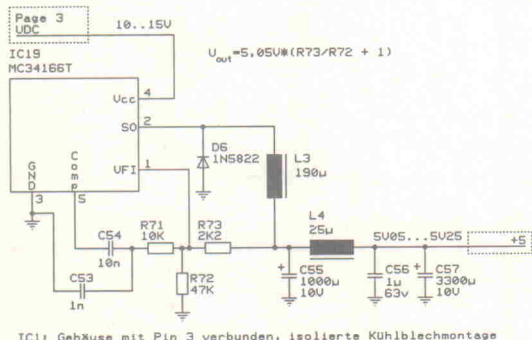 Page 3
UDC
10..15V
U_out=5,05V*(R73/R72 + 1)
IC19
MC34166T
Vcc
4
SO
2
VFI
1
GND
3
Comp
5
D6
1N5822
L3
190µ
L4
25µ
C54
10n
R71
10K
R73
2K2
5V05...5V25
+5
C53
1n
R72
47K
+
C55
1000µ
10V
C56
1µ
63v
+
C57
3300µ
10V
IC1: Gehäuse mit Pin 3 verbunden, isolierte Kühlblechmontage